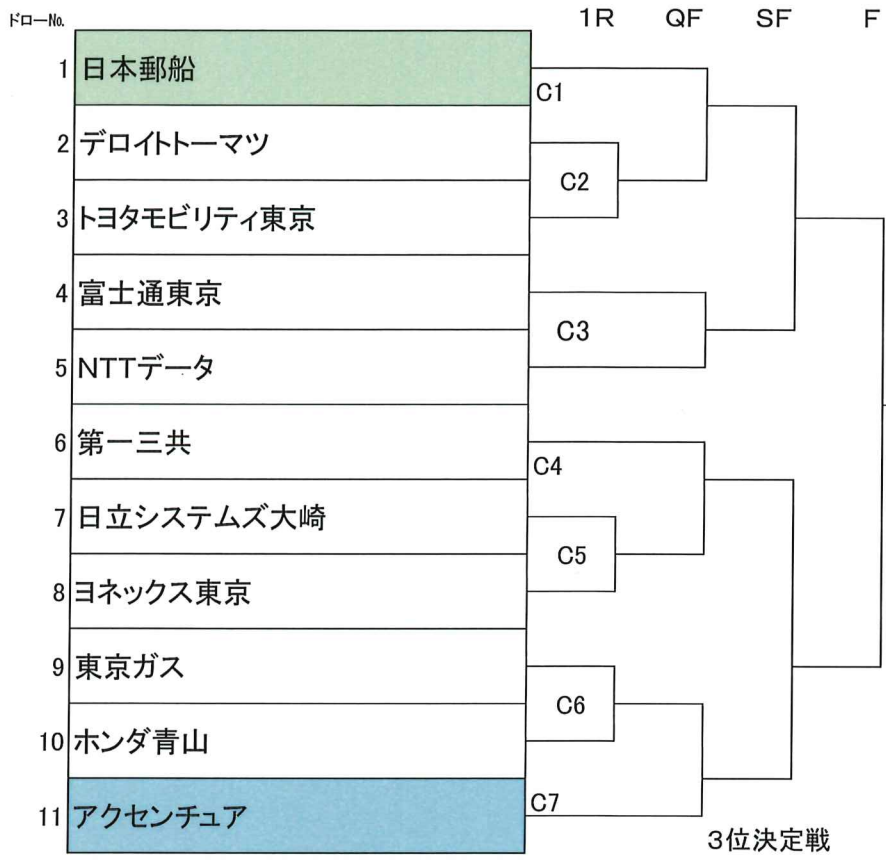 ドローNo. 1R QF SF F
1 日本郵船
C1
2 デロイトトーマツ
C2
3 トヨタモビリティ東京
4 富士通東京
C3
5 NTTデータ
6 第一三共
C4
7 日立システムズ大崎
C5
8 ヨネックス東京
9 東京ガス
C6
10 ホンダ青山
11 アクセンチュア
C7
3位決定戦